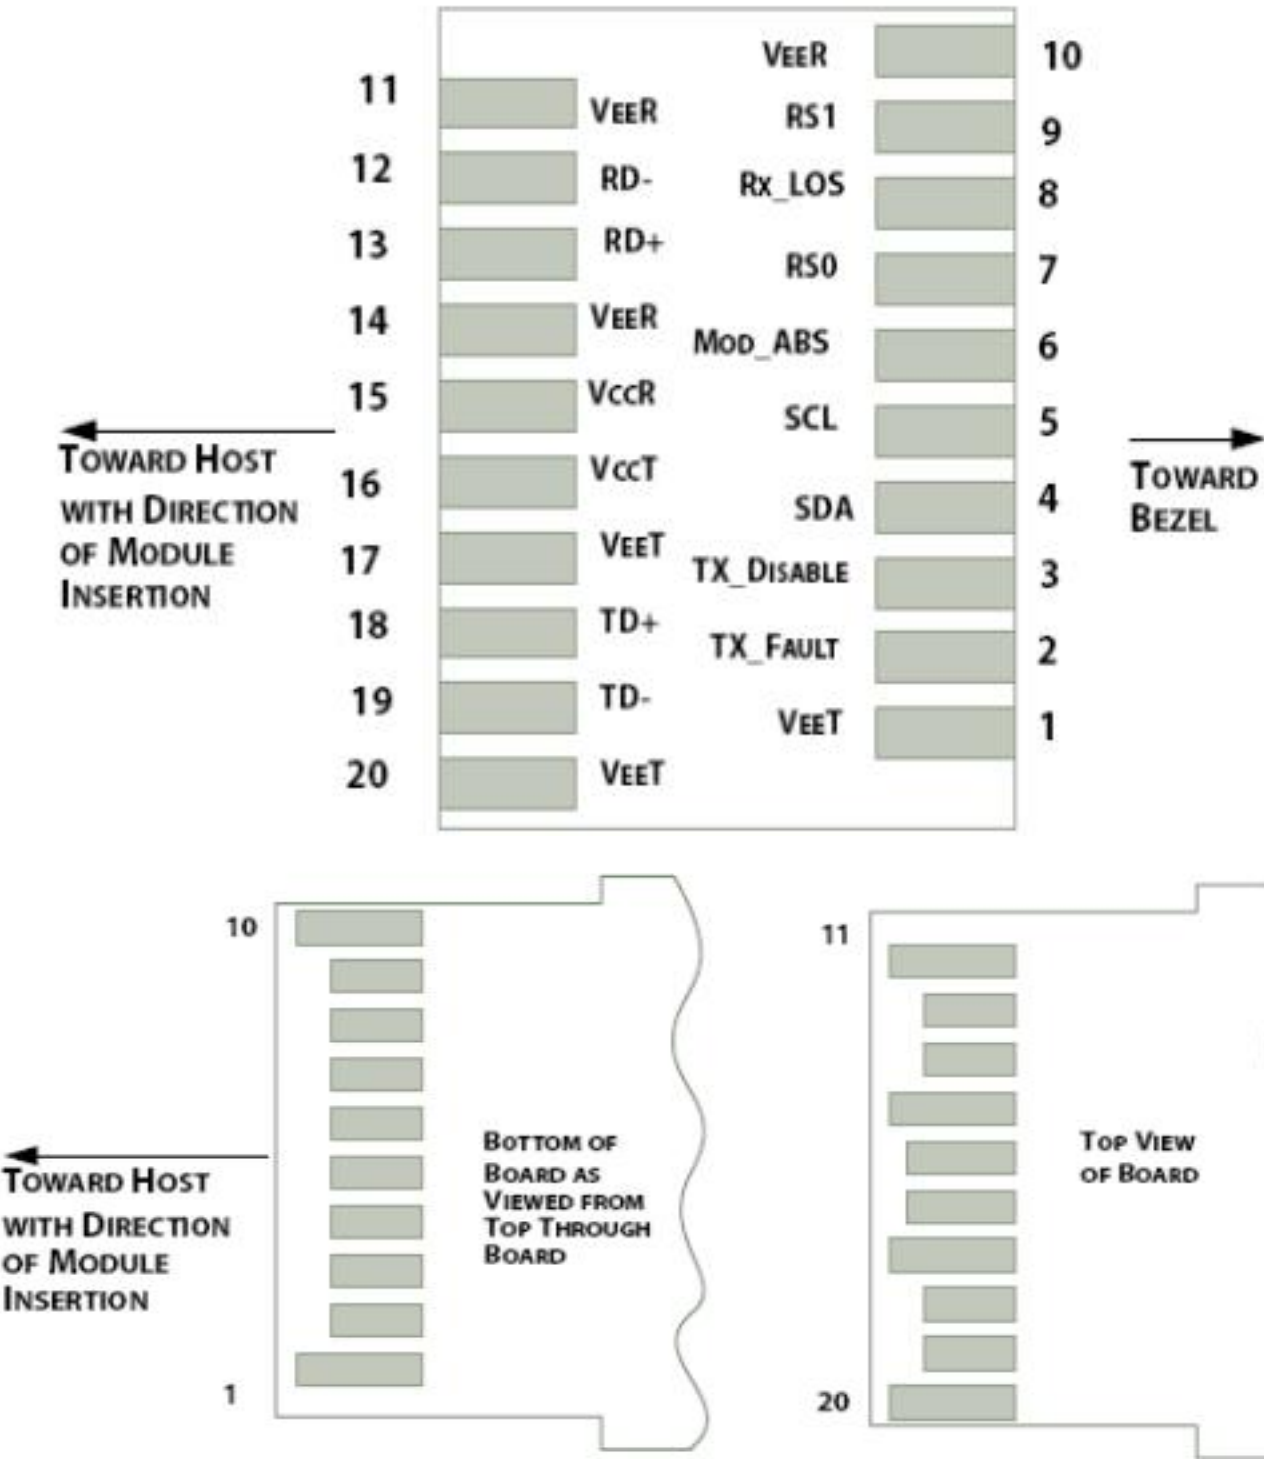 VEER 10
11 VEER RS1 9
12 RD- Rx_LOS 8
13 RD+ RS0 7
14 VEER MOD_ABS 6
15 VCCR SCL 5
16 VCCT SDA 4
17 VEET TX_DISABLE 3
18 TD+ TX_FAULT 2
19 TD- VEET 1
20 VEET
TOWARD HOST
WITH DIRECTION
OF MODULE
INSERTION
TOWARD
BEZEL
10
1
BOTTOM OF
BOARD AS
VIEWED FROM
TOP THROUGH
BOARD
TOWARD HOST
WITH DIRECTION
OF MODULE
INSERTION
11
20
TOP VIEW
OF BOARD